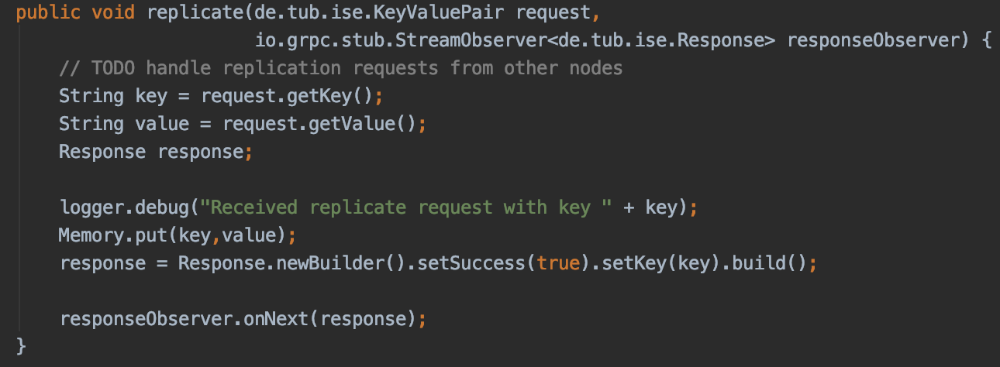 public void replicate(de.tub.ise.KeyValuePair request,
io.grpc.stub.StreamObserver<de.tub.ise.Response> responseObserver) {
// TODO handle replication requests from other nodes
String key = request.getKey();
String value = request.getValue();
Response response;
logger.debug("Received replicate request with key " + key);
Memory.put(key,value);
response = Response.newBuilder().setSuccess(true).setKey(key).build();
responseObserver.onNext(response);
}